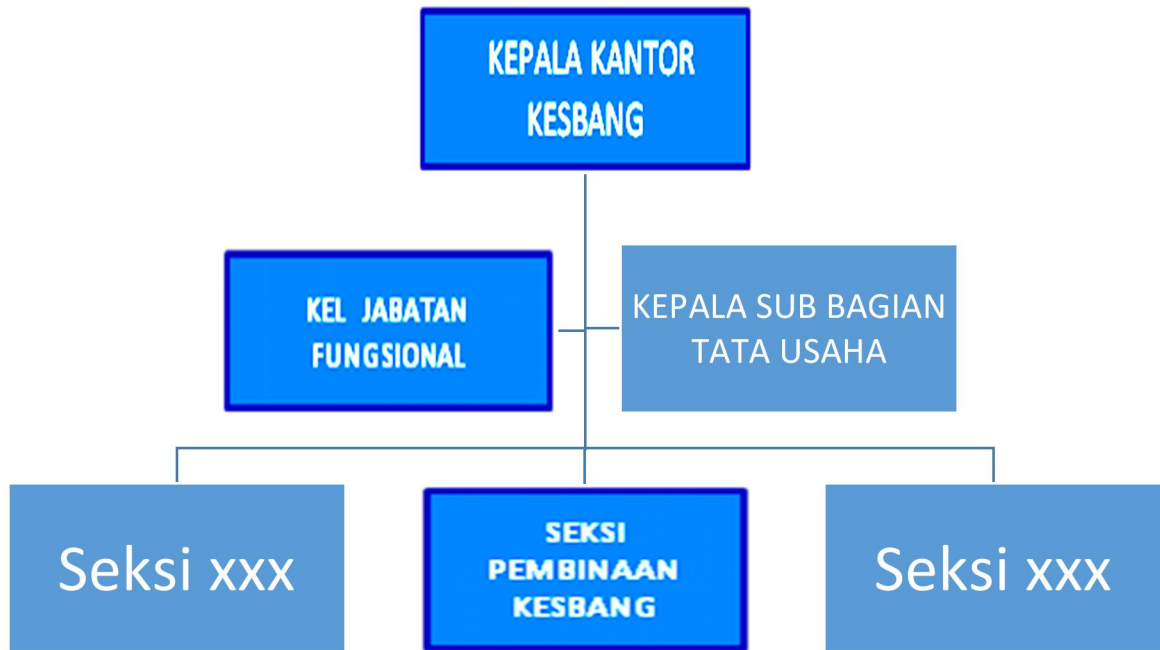 KEPALA KANTOR
KESBANG
KEL JABATAN
FUNGSIONAL
KEPALA SUB BAGIAN
TATA USAHA
Seksi xxx
SEKSI
PEMBINAAN
KESBANG
Seksi xxx